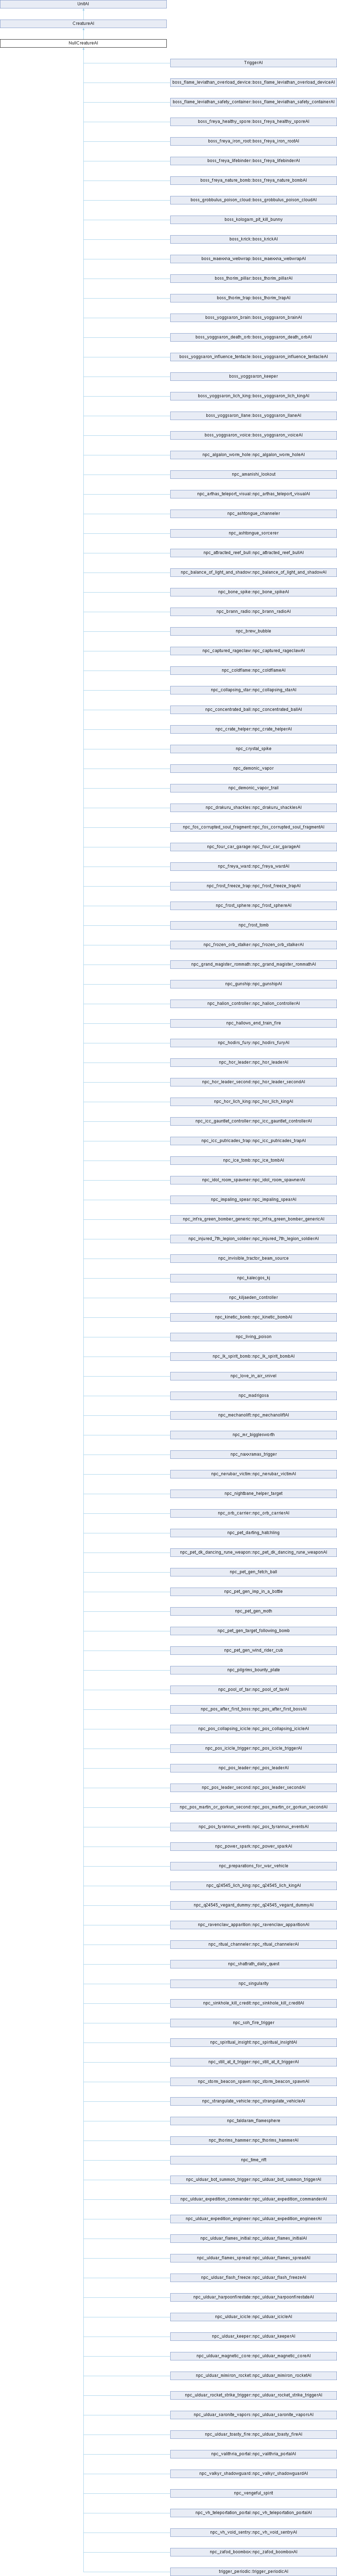 UnitAI
CreatureAI
NullCreatureAI
TriggerAI
boss_flame_leviathan_overload_device::boss_flame_leviathan_overload_deviceAI
boss_flame_leviathan_safety_container::boss_flame_leviathan_safety_containerAI
boss_freya_healthy_spore::boss_freya_healthy_sporeAI
boss_freya_iron_root::boss_freya_iron_rootAI
boss_freya_lifebinder::boss_freya_lifebinderAI
boss_freya_nature_bomb::boss_freya_nature_bombAI
boss_grobbulus_poison_cloud::boss_grobbulus_poison_cloudAI
boss_kologarn_pit_kill_bunny
boss_krick::boss_krickAI
boss_maexxna_webwrap::boss_maexxna_webwrapAI
boss_thorim_pillar::boss_thorim_pillarAI
boss_thorim_trap::boss_thorim_trapAI
boss_yoggsaron_brain::boss_yoggsaron_brainAI
boss_yoggsaron_death_orb::boss_yoggsaron_death_orbAI
boss_yoggsaron_influence_tentacle::boss_yoggsaron_influence_tentacleAI
boss_yoggsaron_keeper
boss_yoggsaron_lich_king::boss_yoggsaron_lich_kingAI
boss_yoggsaron_llane::boss_yoggsaron_llaneAI
boss_yoggsaron_voice::boss_yoggsaron_voiceAI
npc_algalon_worm_hole::npc_algalon_worm_holeAI
npc_amanishi_lookout
npc_arthas_teleport_visual::npc_arthas_teleport_visualAI
npc_ashtongue_channeler
npc_ashtongue_sorcerer
npc_attracted_reef_bull::npc_attracted_reef_bullAI
npc_balance_of_light_and_shadow::npc_balance_of_light_and_shadowAI
npc_bone_spike::npc_bone_spikeAI
npc_brann_radio::npc_brann_radioAI
npc_brew_bubble
npc_captured_rageclaw::npc_captured_rageclawAI
npc_coldflame::npc_coldflameAI
npc_collapsing_star::npc_collapsing_starAI
npc_concentrated_ball::npc_concentrated_ballAI
npc_crate_helper::npc_crate_helperAI
npc_crystal_spike
npc_demonic_vapor
npc_demonic_vapor_trail
npc_drakuru_shackles::npc_drakuru_shacklesAI
npc_fos_corrupted_soul_fragment::npc_fos_corrupted_soul_fragmentAI
npc_four_car_garage::npc_four_car_garageAI
npc_freya_ward::npc_freya_wardAI
npc_frost_freeze_trap::npc_frost_freeze_trapAI
npc_frost_sphere::npc_frost_sphereAI
npc_frost_tomb
npc_frozen_orb_stalker::npc_frozen_orb_stalkerAI
npc_grand_magister_rommath::npc_grand_magister_rommathAI
npc_gunship::npc_gunshipAI
npc_halion_controller::npc_halion_controllerAI
npc_hallows_end_train_fire
npc_hodirs_fury::npc_hodirs_furyAI
npc_hor_leader::npc_hor_leaderAI
npc_hor_leader_second::npc_hor_leader_secondAI
npc_hor_lich_king::npc_hor_lich_kingAI
npc_icc_gauntlet_controller::npc_icc_gauntlet_controllerAI
npc_icc_putricades_trap::npc_icc_putricades_trapAI
npc_ice_tomb::npc_ice_tombAI
npc_idol_room_spawner::npc_idol_room_spawnerAI
npc_impaling_spear::npc_impaling_spearAI
npc_infra_green_bomber_generic::npc_infra_green_bomber_genericAI
npc_injured_7th_legion_soldier::npc_injured_7th_legion_soldierAI
npc_invisible_tractor_beam_source
npc_kalecgos_kj
npc_kiljaeden_controller
npc_kinetic_bomb::npc_kinetic_bombAI
npc_living_poison
npc_lk_spirit_bomb::npc_lk_spirit_bombAI
npc_love_in_air_snivel
npc_madrigosa
npc_mechanolift::npc_mechanoliftAI
npc_mr_bigglesworth
npc_naxxramas_trigger
npc_nerubar_victim::npc_nerubar_victimAI
npc_nightbane_helper_target
npc_orb_carrier::npc_orb_carrierAI
npc_pet_darting_hatchling
npc_pet_dk_dancing_rune_weapon::npc_pet_dk_dancing_rune_weaponAI
npc_pet_gen_fetch_ball
npc_pet_gen_imp_in_a_bottle
npc_pet_gen_moth
npc_pet_gen_target_following_bomb
npc_pet_gen_wind_rider_cub
npc_pilgrims_bounty_plate
npc_pool_of_tar::npc_pool_of_tarAI
npc_pos_after_first_boss::npc_pos_after_first_bossAI
npc_pos_collapsing_icicle::npc_pos_collapsing_icicleAI
npc_pos_icicle_trigger::npc_pos_icicle_triggerAI
npc_pos_leader::npc_pos_leaderAI
npc_pos_leader_second::npc_pos_leader_secondAI
npc_pos_martin_or_gorkun_second::npc_pos_martin_or_gorkun_secondAI
npc_pos_tyrannus_events::npc_pos_tyrannus_eventsAI
npc_power_spark::npc_power_sparkAI
npc_preparations_for_war_vehicle
npc_q24545_lich_king::npc_q24545_lich_kingAI
npc_q24545_vegard_dummy::npc_q24545_vegard_dummyAI
npc_ravenclaw_apparition::npc_ravenclaw_apparitionAI
npc_ritual_channeler::npc_ritual_channelerAI
npc_shattrath_daily_quest
npc_singularity
npc_sinkhole_kill_credit::npc_sinkhole_kill_creditAI
npc_soh_fire_trigger
npc_spiritual_insight::npc_spiritual_insightAI
npc_still_at_it_trigger::npc_still_at_it_triggerAI
npc_storm_beacon_spawn::npc_storm_beacon_spawnAI
npc_strangulate_vehicle::npc_strangulate_vehicleAI
npc_taldaram_flamesphere
npc_thorims_hammer::npc_thorims_hammerAI
npc_time_rift
npc_ulduar_bot_summon_trigger::npc_ulduar_bot_summon_triggerAI
npc_ulduar_expedition_commander::npc_ulduar_expedition_commanderAI
npc_ulduar_expedition_engineer::npc_ulduar_expedition_engineerAI
npc_ulduar_flames_initial::npc_ulduar_flames_initialAI
npc_ulduar_flames_spread::npc_ulduar_flames_spreadAI
npc_ulduar_flash_freeze::npc_ulduar_flash_freezeAI
npc_ulduar_harpoonfirestate::npc_ulduar_harpoonfirestateAI
npc_ulduar_icicle::npc_ulduar_icicleAI
npc_ulduar_keeper::npc_ulduar_keeperAI
npc_ulduar_magnetic_core::npc_ulduar_magnetic_coreAI
npc_ulduar_mimiron_rocket::npc_ulduar_mimiron_rocketAI
npc_ulduar_rocket_strike_trigger::npc_ulduar_rocket_strike_triggerAI
npc_ulduar_saronite_vapors::npc_ulduar_saronite_vaporsAI
npc_ulduar_toasty_fire::npc_ulduar_toasty_fireAI
npc_valithria_portal::npc_valithria_portalAI
npc_valkyr_shadowguard::npc_valkyr_shadowguardAI
npc_vengeful_spirit
npc_vh_teleportation_portal::npc_vh_teleportation_portalAI
npc_vh_void_sentry::npc_vh_void_sentryAI
npc_zafod_boombox::npc_zafod_boomboxAI
trigger_periodic::trigger_periodicAI